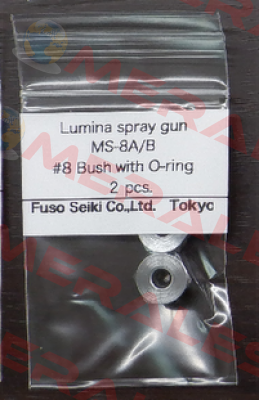 Lumina spray gun
MS-8A/B
#8 Bush with O-ring
2 pcs.
Fuso Seiki Co.,Ltd. Tokyo